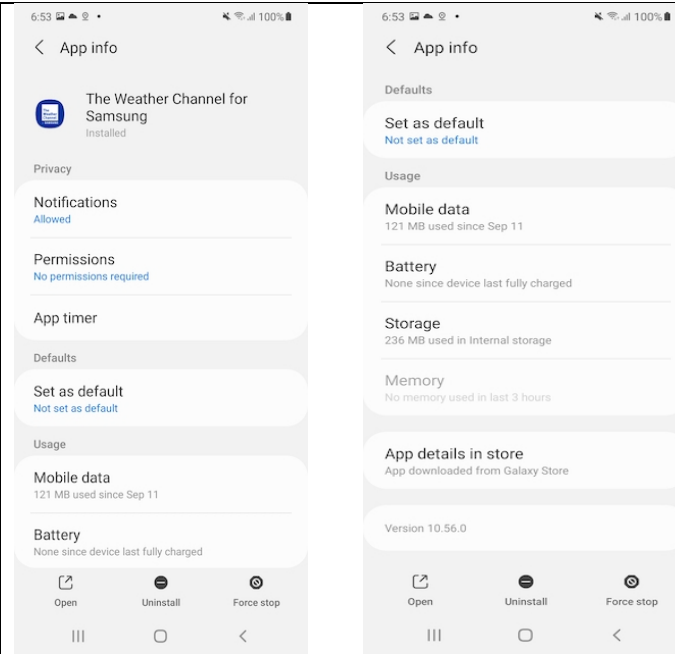 6:53
100%
App info
The Weather Channel for
Samsung
Installed
Privacy
Notifications
Allowed
Permissions
No permissions required
App timer
Defaults
Set as default
Not set as default
Usage
Mobile data
121 MB used since Sep 11
Battery
None since device last fully charged
Open
Uninstall
Force stop
6:53
100%
App info
Defaults
Set as default
Not set as default
Usage
Mobile data
121 MB used since Sep 11
Battery
None since device last fully charged
Storage
236 MB used in Internal storage
Memory
No memory used in last 3 hours
App details in store
App downloaded from Galaxy Store
Version 10.56.0
Open
Uninstall
Force stop